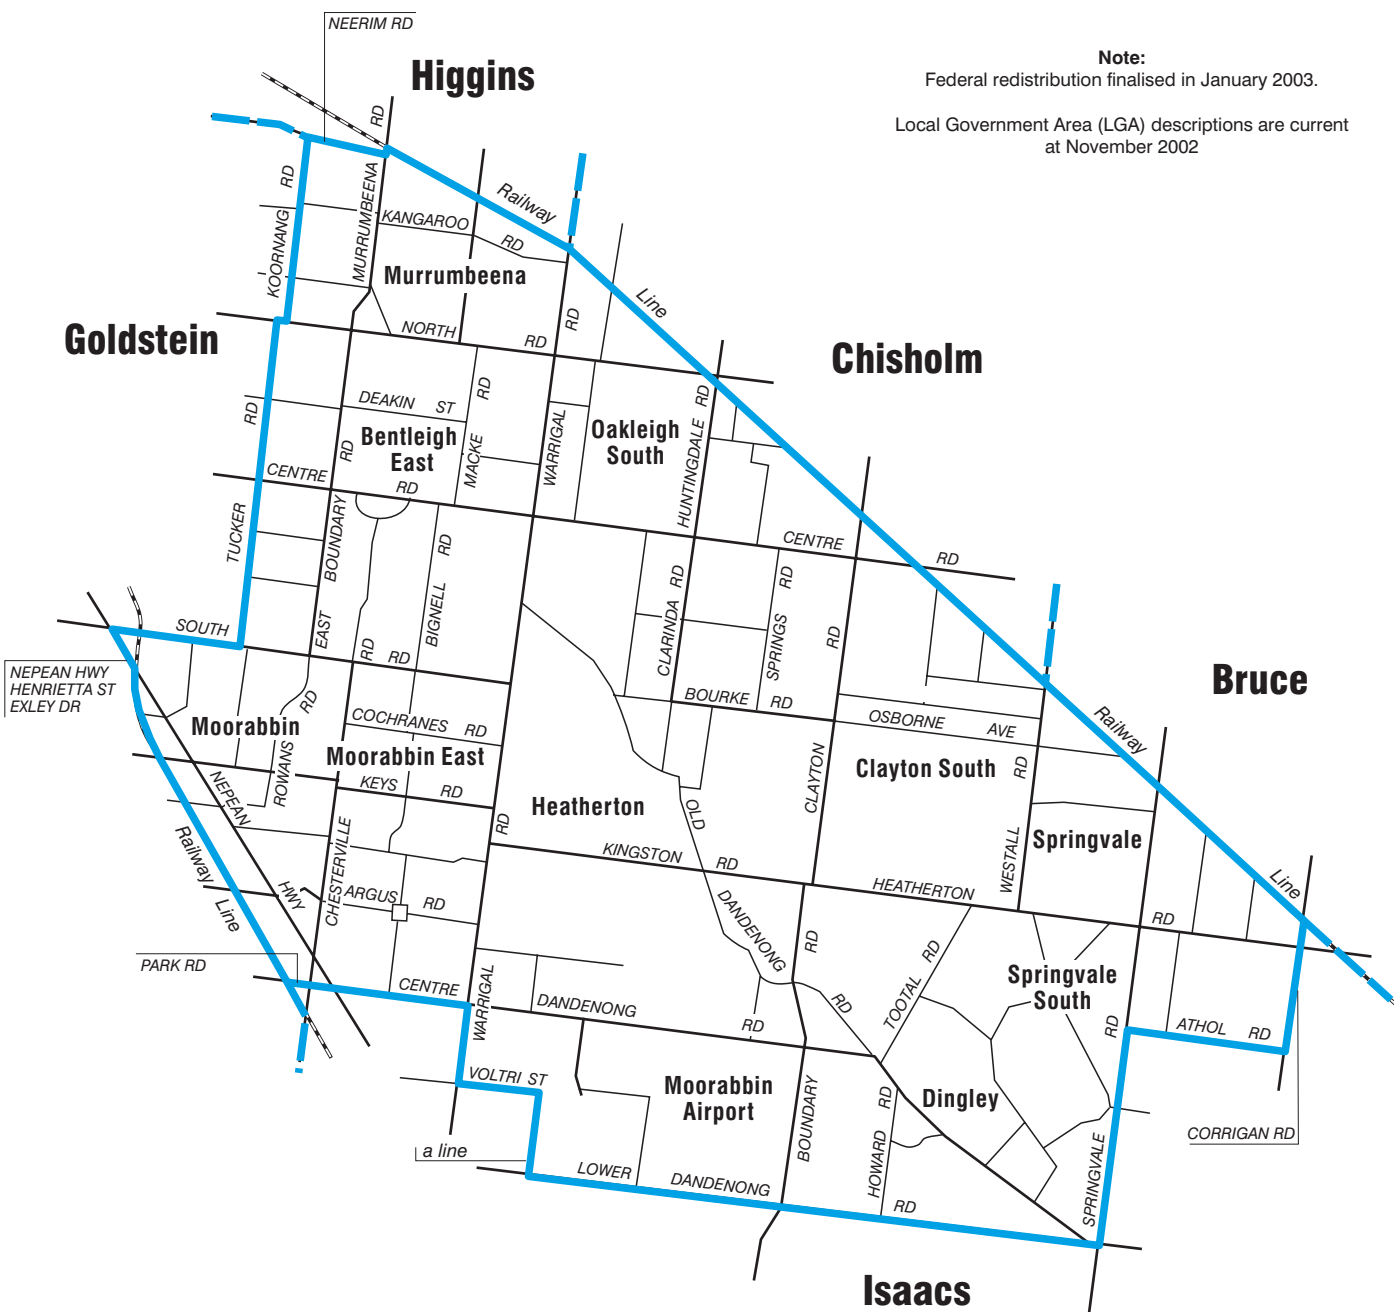 NEERIM RD
Higgins
Note:
Federal redistribution finalised in January 2003.
Local Government Area (LGA) descriptions are current
at November 2002
RD
MURRUMBEENA
RD
KOORNANG
KANGAROO
RD
Railway
Line
Murrumbeena
Goldstein
Chisholm
NORTH
RD
RD
WARRIGAL
DEAKIN ST
RD
MACKE
RD
TUCKER
Bentleigh
East
Oakleigh
South
RD
HUNTINGDALE
CENTRE
RD
CENTRE
RD
RD
BOUNDARY
EAST
RD
BIGNELL
RD
CLARINDA
RD
SPRINGS
RD
CLAYTON
SOUTH
RD
RD
NEPEAN HWY
HENRIETTA ST
EXLEY DR
Bruce
BOURKE
RD
OSBORNE
AVE
Railway
Line
Moorabbin
RD
ROWANS
COCHRANES
RD
Moorabbin East
KEYS
RD
Clayton South
RD
WESTALL
NEPEAN
HWY
Heatherton
OLD
DANDENONG
RD
Springvale
Railway
Line
CHESTERVILLE
RD
WARRIGAL
KINGSTON
RD
HEATHERTON
RD
ARGUS
RD
PARK RD
CENTRE
DANDENONG
RD
RD
BOUNDARY
RD
TOOTAL
Springvale
South
RD
SPRINGVALE
ATHOL
RD
VOLTRI ST
Moorabbin
Airport
Dingley
RD
HOWARD
CORRIGAN RD
a line
LOWER
DANDENONG
RD
Isaacs